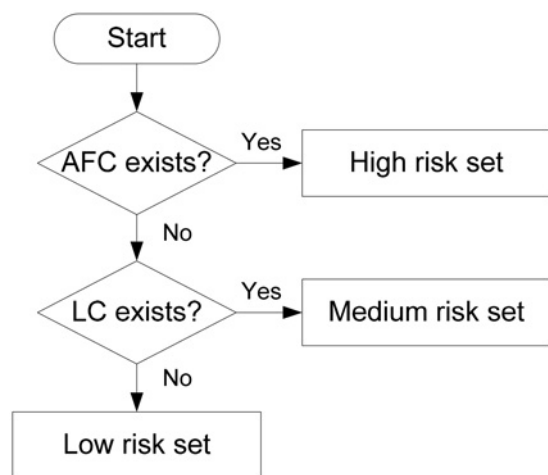 Start
AFC exists?
Yes
High risk set
No
LC exists?
Yes
Medium risk set
No
Low risk set